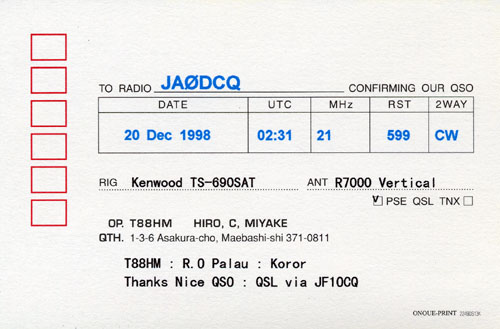 TO RADIO JAØDCQ CONFIRMING OUR QSO
DATE UTC MHz RST 2WAY
20 Dec 1998 02:31 21 599 CW
RIG Kenwood TS-690SAT ANT R7000 Vertical
V PSE QSL TNX
OP. T88HM HIRO, C, MIYAKE
QTH. 1-3-6 Asakura-cho, Maebashi-shi 371-0811
T88HM : R.O Palau : Koror
Thanks Nice QSO : QSL via JF1OCQ
ONOUE-PRINT